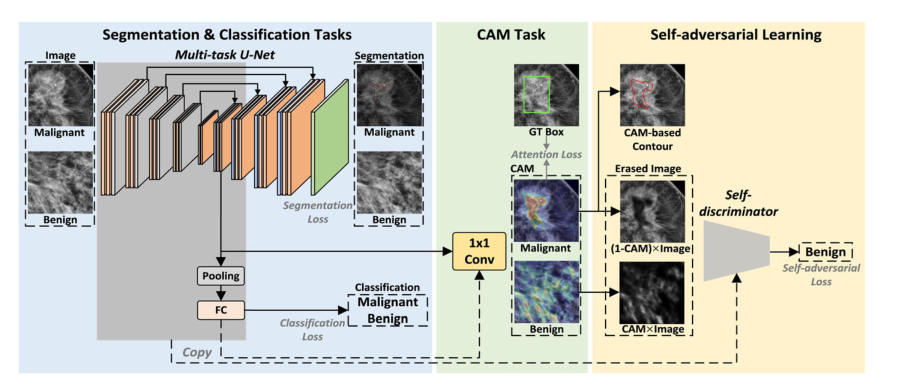 Segmentation & Classification Tasks
CAM Task
Self-adversarial Learning
Image
Multi-task U-Net
Segmentation
Malignant
Benign
Segmentation
Loss
Malignant
Benign
Pooling
FC
Classification
Malignant
Benign
Classification
Loss
Copy
1x1
Conv
GT Box
Attention Loss
CAM
Malignant
Benign
CAM-based
Contour
Erased Image
(1-CAM)×Image
CAM×Image
Self-
discriminator
Benign
Self-adversarial
Loss